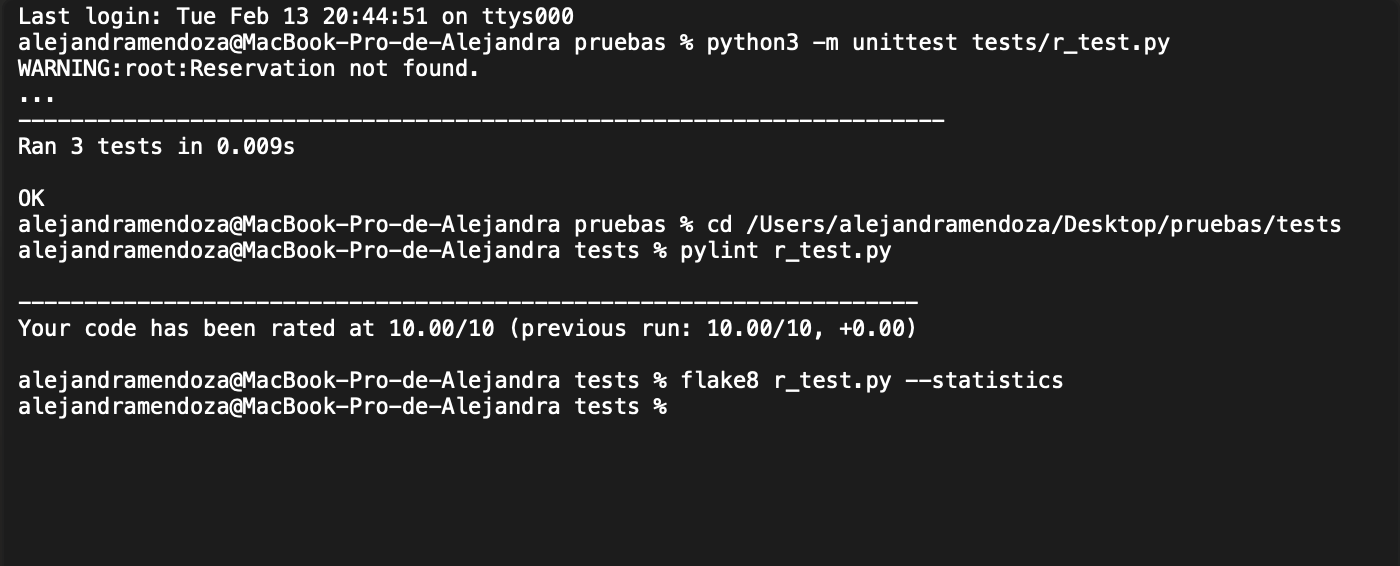 Last login: Tue Feb 13 20:44:51 on ttys000
alejandramendoza@MacBook-Pro-de-Alejandra pruebas % python3 -m unittest tests/r_test.py
WARNING:root:Reservation not found.
...
----------------------------------------------------------------------
Ran 3 tests in 0.009s
OK
alejandramendoza@MacBook-Pro-de-Alejandra pruebas % cd /Users/alejandramendoza/Desktop/pruebas/tests
alejandramendoza@MacBook-Pro-de-Alejandra tests % pylint r_test.py
--------------------------------------------------------------------
Your code has been rated at 10.00/10 (previous run: 10.00/10, +0.00)
alejandramendoza@MacBook-Pro-de-Alejandra tests % flake8 r_test.py --statistics
alejandramendoza@MacBook-Pro-de-Alejandra tests %